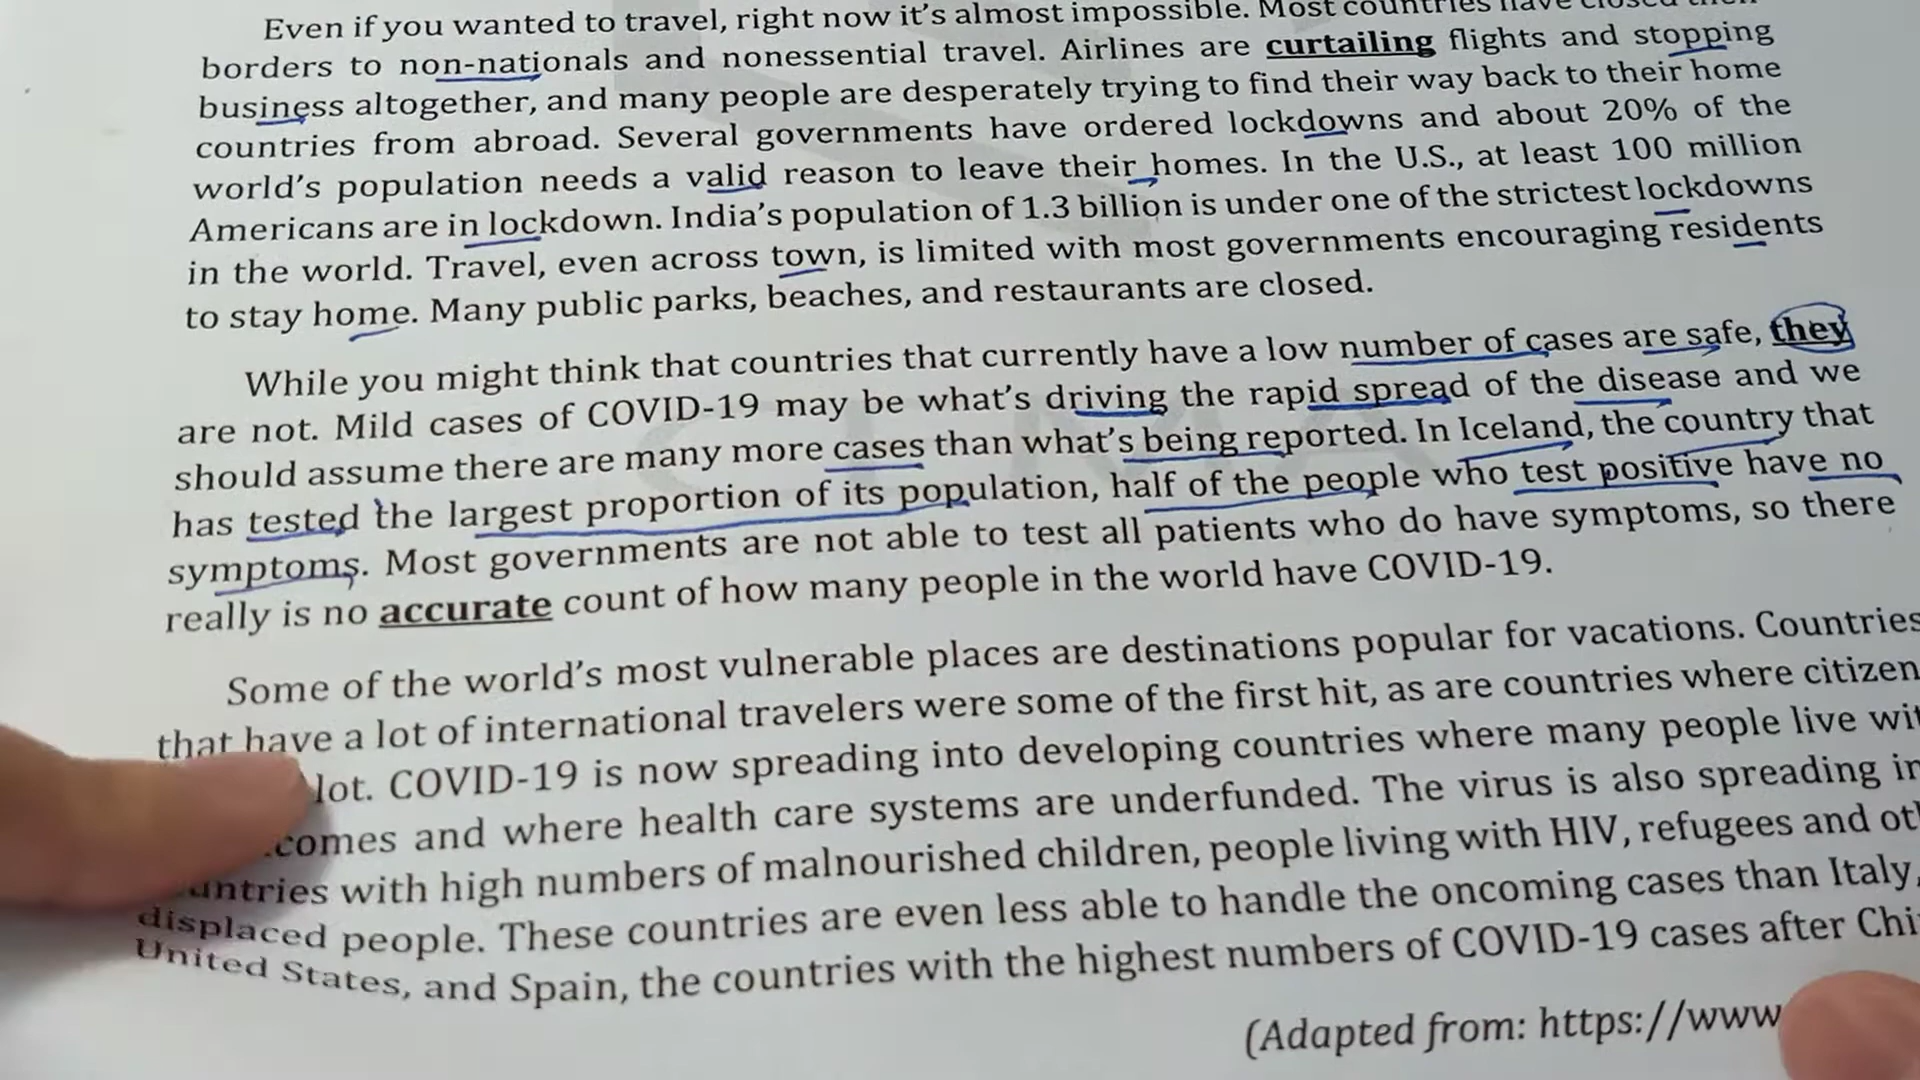 Even if you wanted to travel, right now it's almost impossible. Most countries have closed their
borders to non-nationals and nonessential travel. Airlines are curtailing flights and stopping
business altogether, and many people are desperately trying to find their way back to their home
countries from abroad. Several governments have ordered lockdowns and about 20% of the
world's population needs a valid reason to leave their homes. In the U.S., at least 100 million
Americans are in lockdown. India's population of 1.3 billion is under one of the strictest lockdowns
in the world. Travel, even across town, is limited with most governments encouraging residents
to stay home. Many public parks, beaches, and restaurants are closed.
While you might think that countries that currently have a low number of cases are safe, they
are not. Mild cases of COVID-19 may be what's driving the rapid spread of the disease and we
should assume there are many more cases than what's being reported. In Iceland, the country that
has tested the largest proportion of its population, half of the people who test positive have no
symptoms. Most governments are not able to test all patients who do have symptoms, so there
really is no accurate count of how many people in the world have COVID-19.
Some of the world's most vulnerable places are destinations popular for vacations. Countries
that have a lot of international travelers were some of the first hit, as are countries where citizen
lot. COVID-19 is now spreading into developing countries where many people live wit
comes and where health care systems are underfunded. The virus is also spreading in
untries with high numbers of malnourished children, people living with HIV, refugees and oth
displaced people. These countries are even less able to handle the oncoming cases than Italy,
United States, and Spain, the countries with the highest numbers of COVID-19 cases after Chi
(Adapted from: https://www